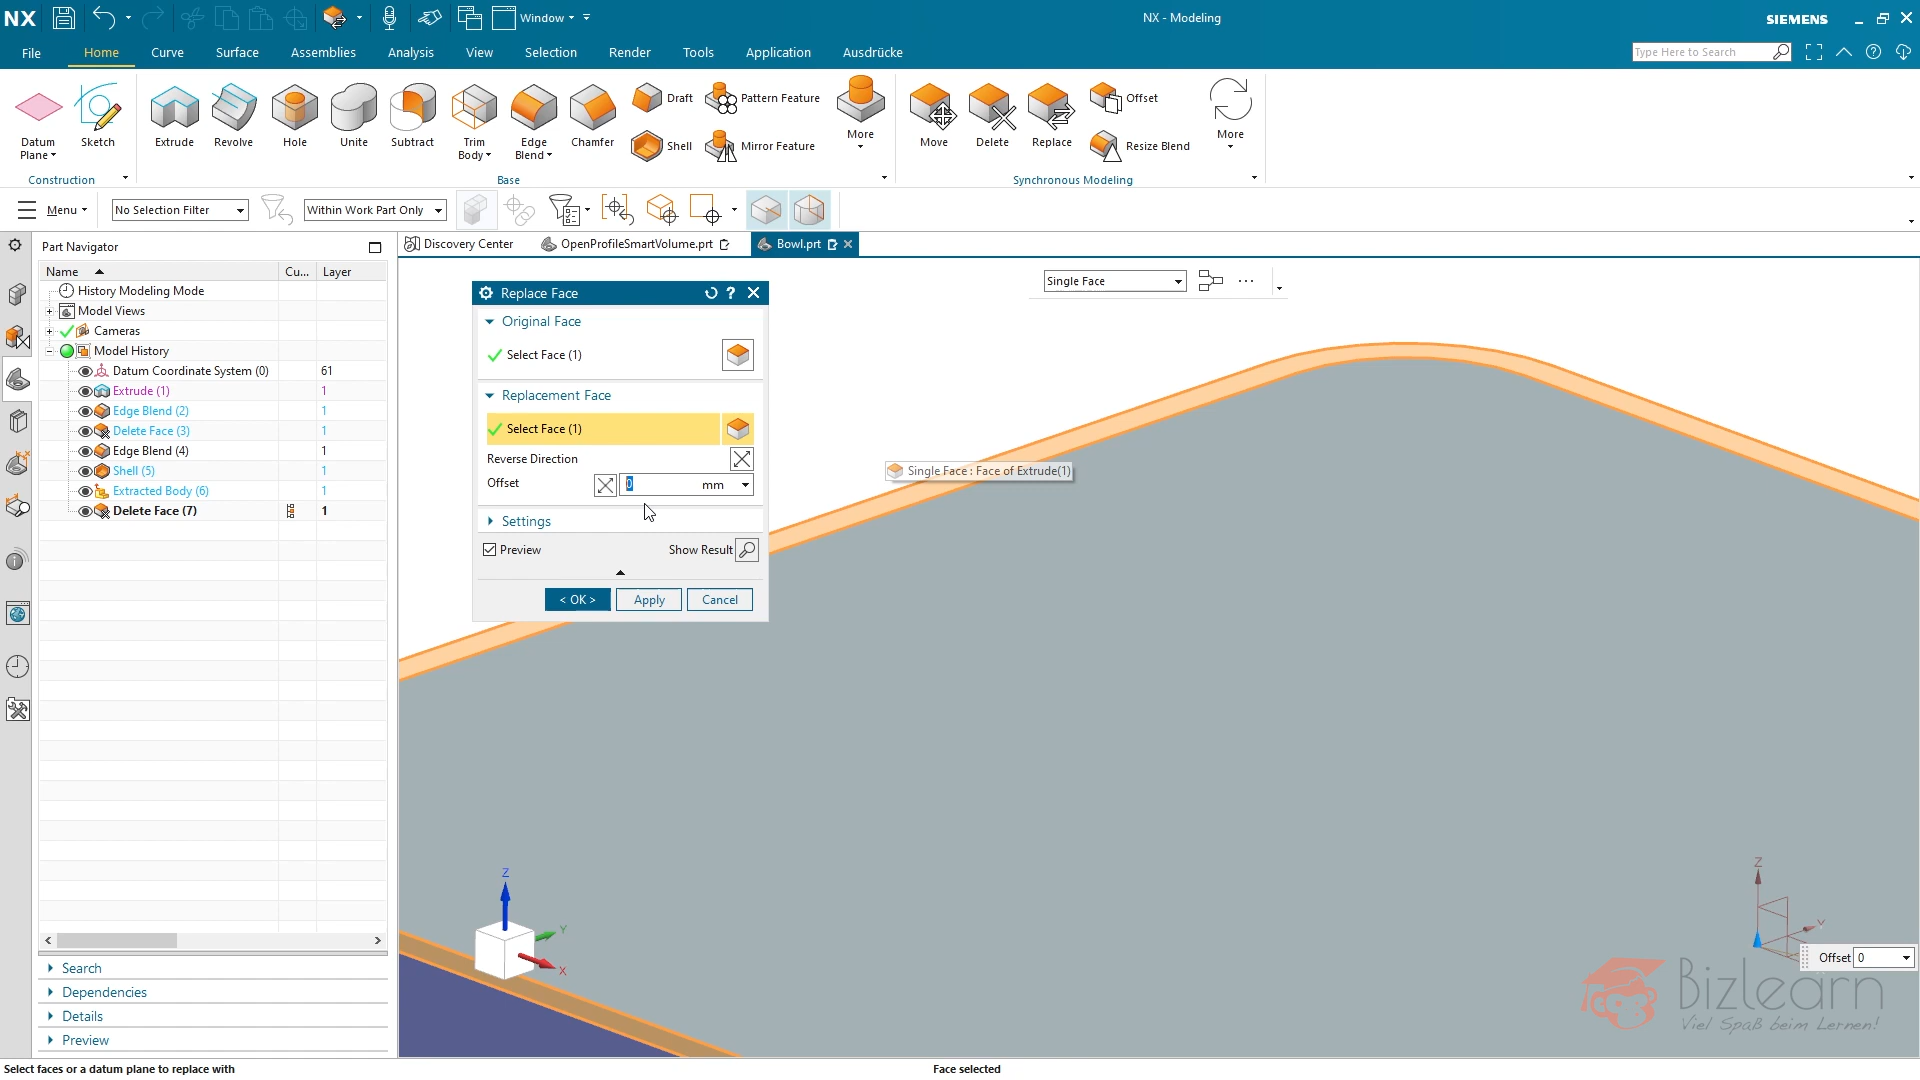 NX
Window
NX - Modeling
SIEMENS
File
Home
Curve
Surface
Assemblies
Analysis
View
Selection
Render
Tools
Application
Ausdrücke
Type Here to Search
Datum Plane
Sketch
Extrude
Revolve
Hole
Unite
Subtract
Trim Body
Edge Blend
Chamfer
Draft
Shell
Pattern Feature
Mirror Feature
More
Move
Delete
Replace
Offset
Resize Blend
More
Construction
Base
Synchronous Modeling
Menu
No Selection Filter
Within Work Part Only
Part Navigator
Discovery Center
OpenProfileSmartVolume.prt
Bowl.prt
Name
Cu...
Layer
History Modeling Mode
Model Views
Cameras
Model History
Datum Coordinate System (0) 61
Extrude (1) 1
Edge Blend (2) 1
Delete Face (3) 1
Edge Blend (4) 1
Shell (5) 1
Extracted Body (6) 1
Delete Face (7) 1
Search
Dependencies
Details
Preview
Replace Face
Original Face
Select Face (1)
Replacement Face
Select Face (1)
Reverse Direction
Offset 0 mm
Settings
Preview
Show Result
< OK >
Apply
Cancel
Single Face
Single Face : Face of Extrude(1)
Z
Y
X
Z
Y
Offset 0
Bizlearn
Viel Spaß beim Lernen!
Select faces or a datum plane to replace with
Face selected